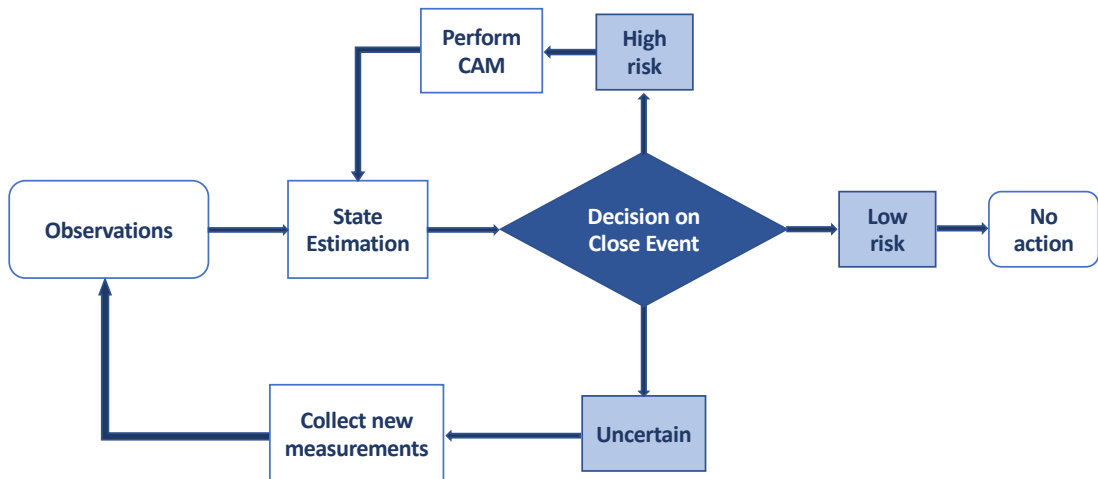 Perform
CAM
High
risk
Observations
State
Estimation
Decision on
Close Event
Low
risk
No
action
Collect new
measurements
Uncertain